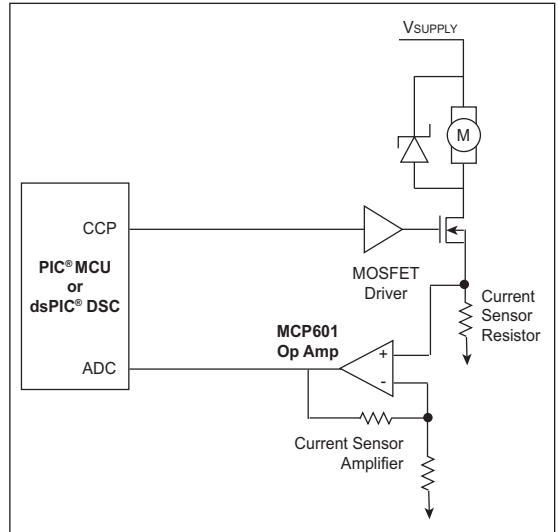 VSUPPLY
M
CCP
PIC® MCU
or
dsPIC® DSC
ADC
MOSFET
Driver
Current
Sensor
Resistor
MCP601
Op Amp
+
-
Current Sensor
Amplifier